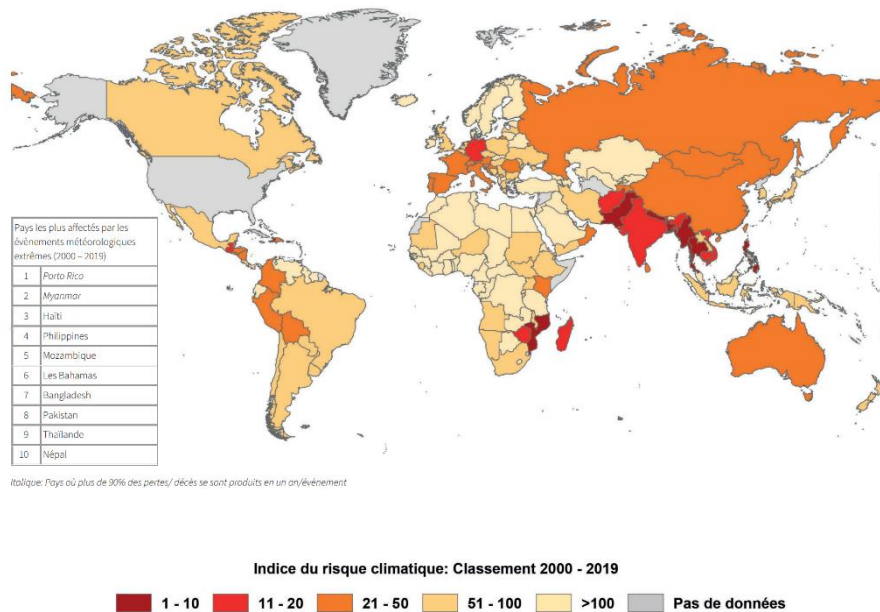 Pays les plus affectés par les
évènements météorologiques
extrêmes (2000 – 2019)
1 Porto Rico
2 Myanmar
3 Haïti
4 Philippines
5 Mozambique
6 Les Bahamas
7 Bangladesh
8 Pakistan
9 Thaïlande
10 Népal
Italique: Pays où plus de 90% des pertes/ décès se sont produits en un an/évènement
Indice du risque climatique: Classement 2000 - 2019
1 - 10 11 - 20 21 - 50 51 - 100 >100 Pas de données